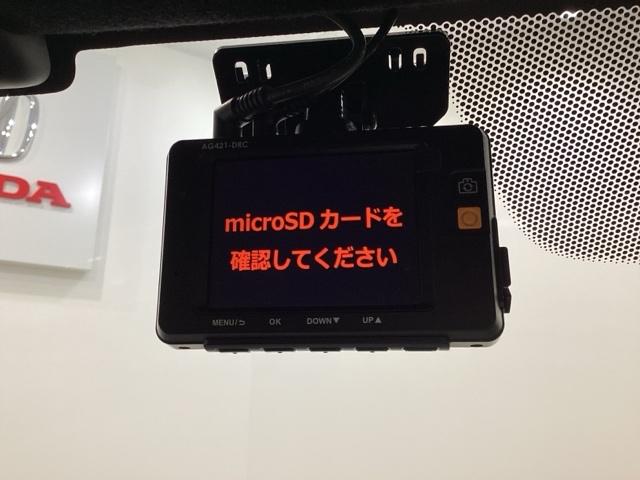 NDA
AG421-DRC
microSD カードを
確認してください
MENU/⮌ OK DOWN▼ UP▲